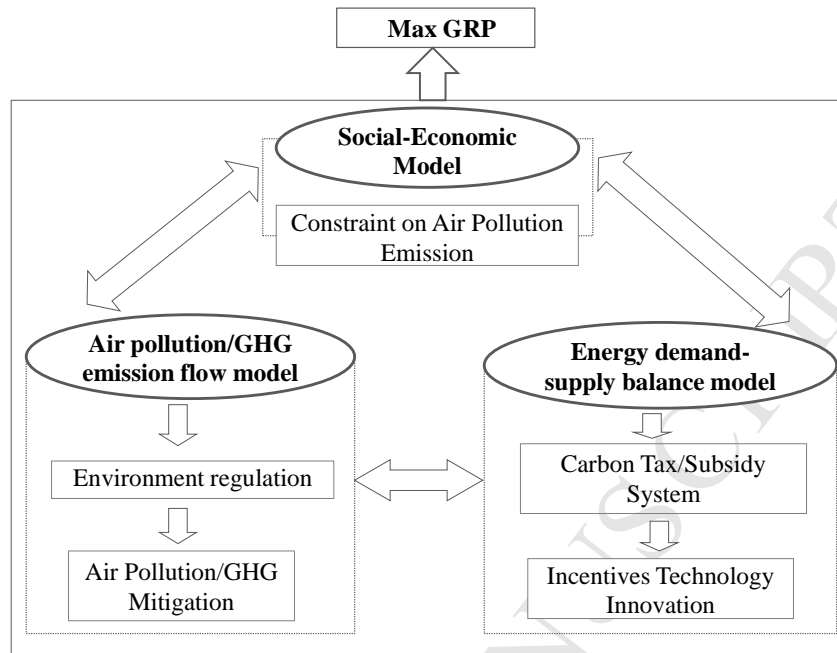 Max GRP
Social-Economic
Model
Constraint on Air Pollution
Emission
Air pollution/GHG
emission flow model
Energy demand-
supply balance model
Environment regulation
Carbon Tax/Subsidy
System
Air Pollution/GHG
Mitigation
Incentives Technology
Innovation